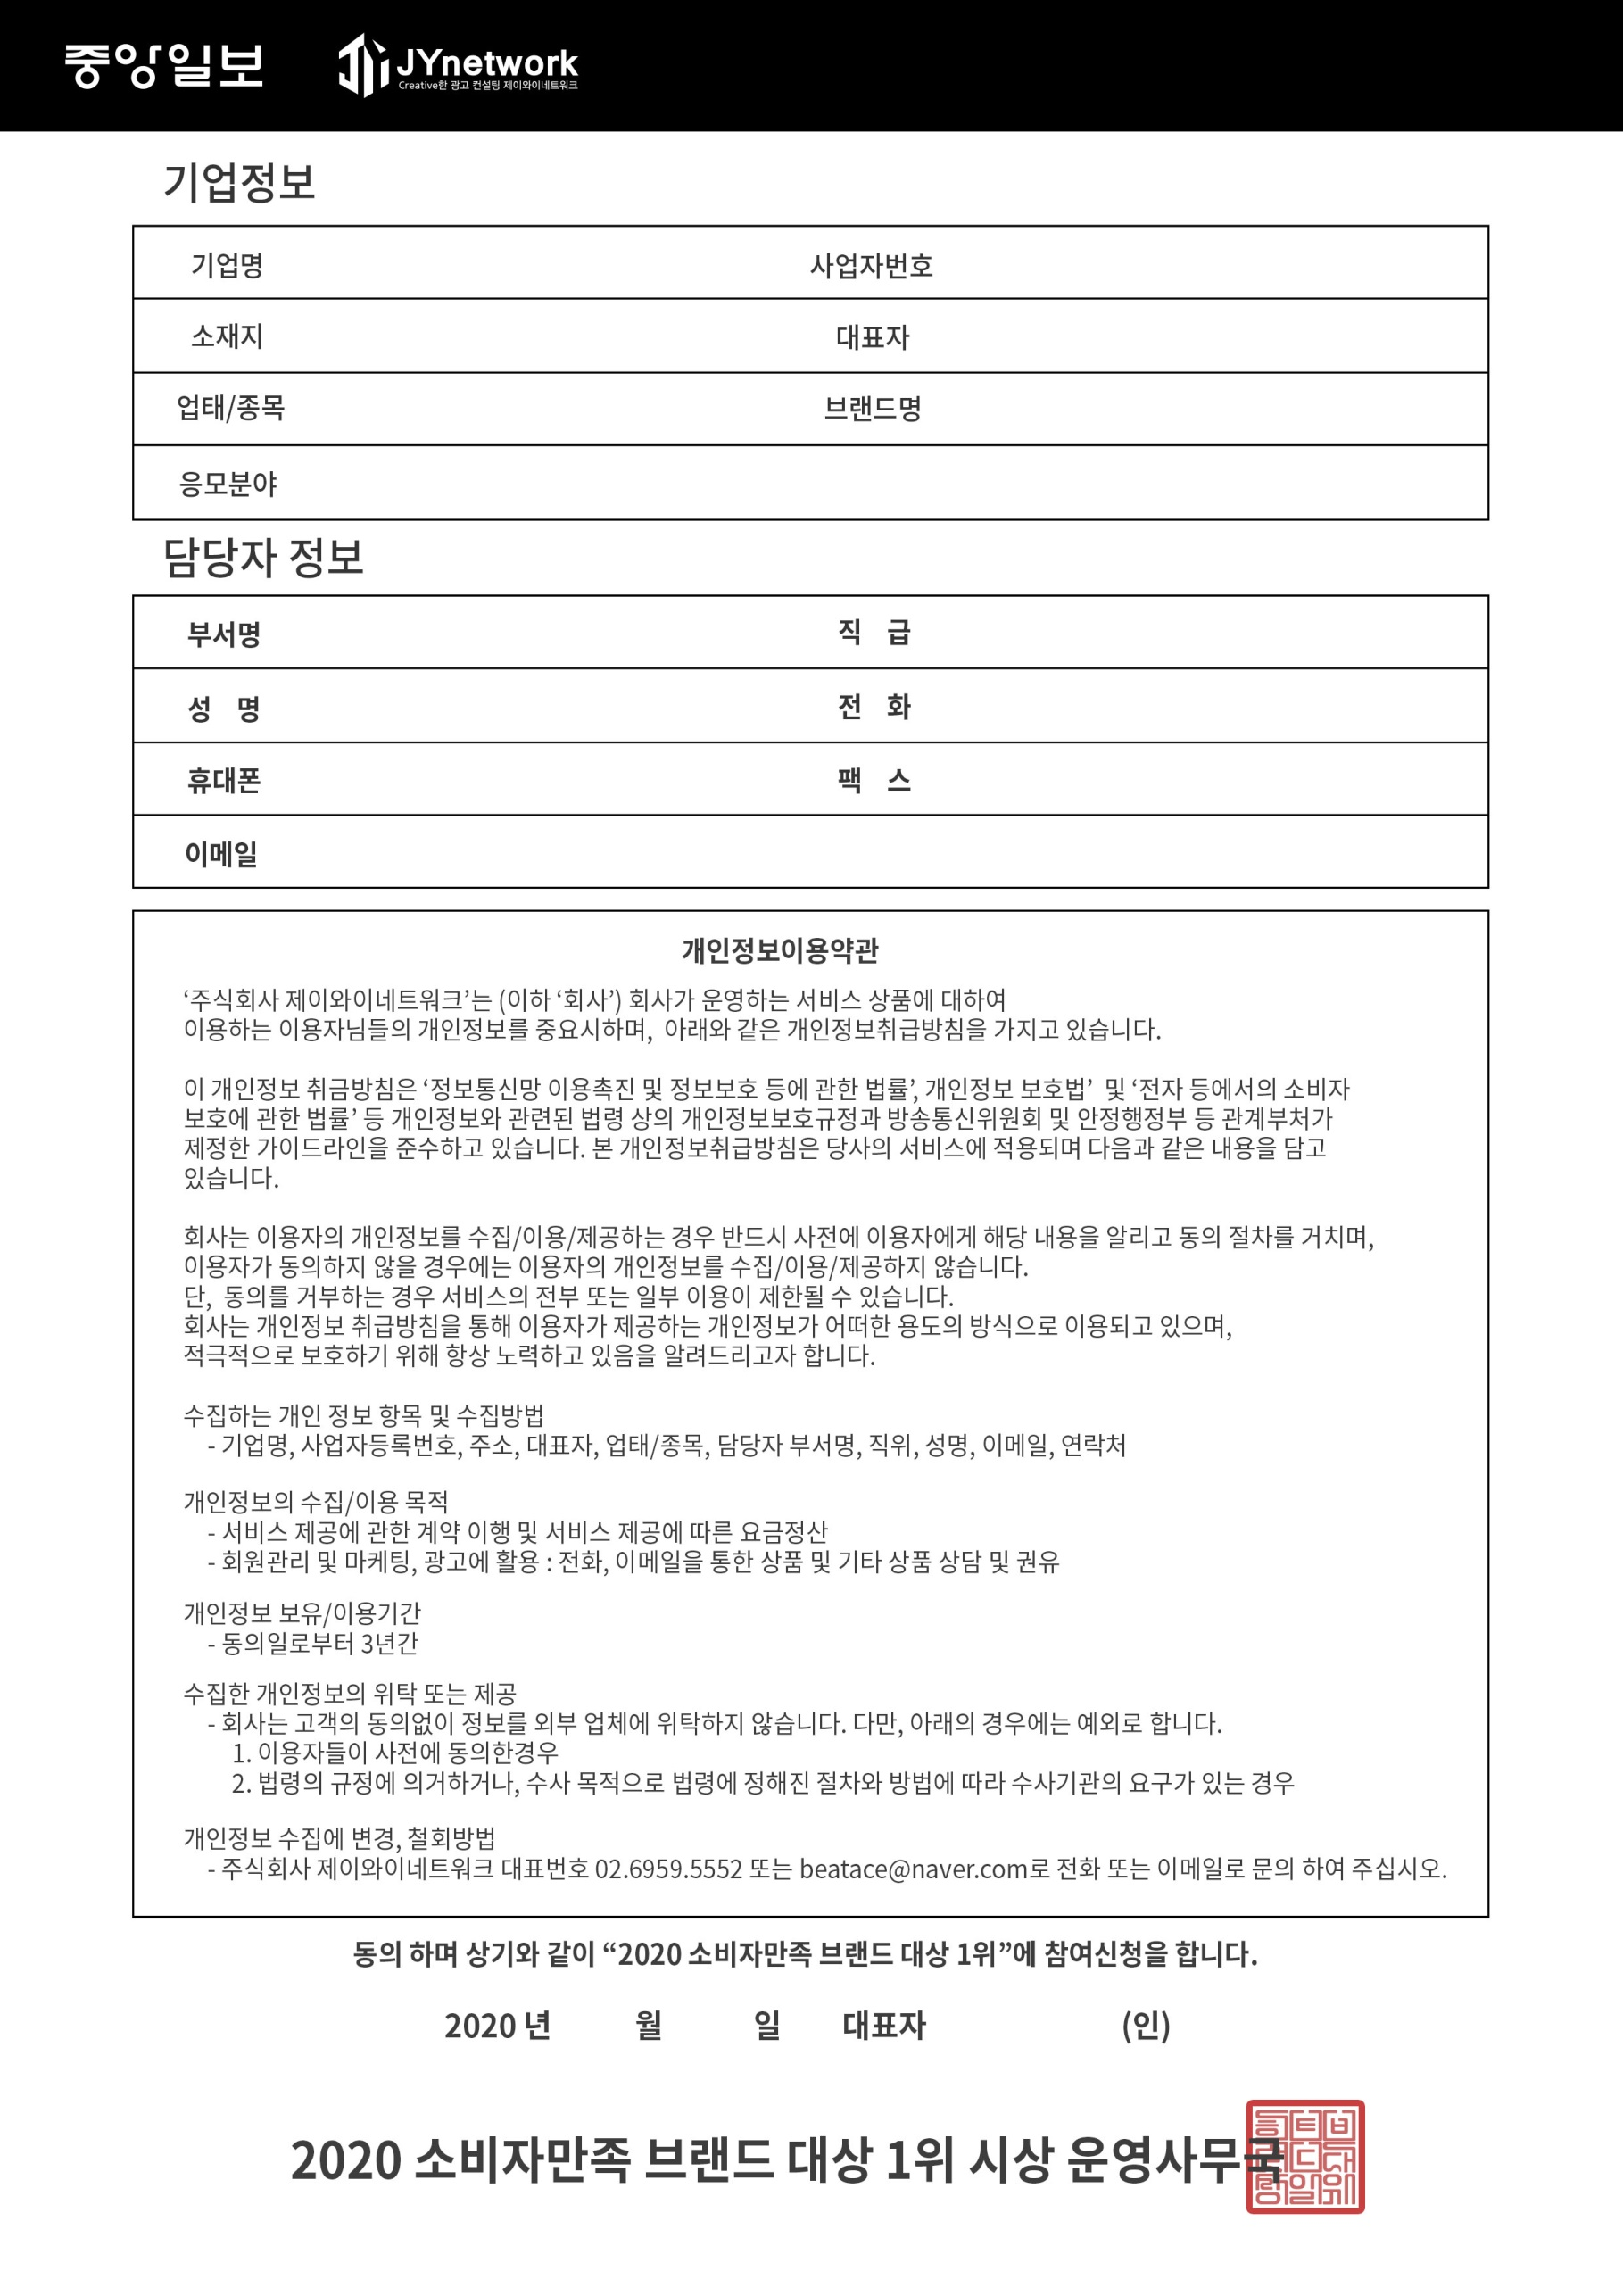 중앙일보
JYnetwork
Creative한 광고 컨설팅 제이와이네트워크
기업정보
기업명 사업자번호
소재지 대표자
업태/종목 브랜드명
응모분야
담당자 정보
부서명 직 급
성 명 전 화
휴대폰 팩 스
이메일
개인정보이용약관
‘주식회사 제이와이네트워크’는 (이하 ‘회사’) 회사가 운영하는 서비스 상품에 대하여
이용하는 이용자님들의 개인정보를 중요시하며, 아래와 같은 개인정보취급방침을 가지고 있습니다.
이 개인정보 취금방침은 ‘정보통신망 이용촉진 및 정보보호 등에 관한 법률’, 개인정보 보호법’ 및 ‘전자 등에서의 소비자
보호에 관한 법률’ 등 개인정보와 관련된 법령 상의 개인정보보호규정과 방송통신위원회 및 안정행정부 등 관계부처가
제정한 가이드라인을 준수하고 있습니다. 본 개인정보취급방침은 당사의 서비스에 적용되며 다음과 같은 내용을 담고
있습니다.
회사는 이용자의 개인정보를 수집/이용/제공하는 경우 반드시 사전에 이용자에게 해당 내용을 알리고 동의 절차를 거치며,
이용자가 동의하지 않을 경우에는 이용자의 개인정보를 수집/이용/제공하지 않습니다.
단, 동의를 거부하는 경우 서비스의 전부 또는 일부 이용이 제한될 수 있습니다.
회사는 개인정보 취급방침을 통해 이용자가 제공하는 개인정보가 어떠한 용도의 방식으로 이용되고 있으며,
적극적으로 보호하기 위해 항상 노력하고 있음을 알려드리고자 합니다.
수집하는 개인 정보 항목 및 수집방법
- 기업명, 사업자등록번호, 주소, 대표자, 업태/종목, 담당자 부서명, 직위, 성명, 이메일, 연락처
개인정보의 수집/이용 목적
- 서비스 제공에 관한 계약 이행 및 서비스 제공에 따른 요금정산
- 회원관리 및 마케팅, 광고에 활용 : 전화, 이메일을 통한 상품 및 기타 상품 상담 및 권유
개인정보 보유/이용기간
- 동의일로부터 3년간
수집한 개인정보의 위탁 또는 제공
- 회사는 고객의 동의없이 정보를 외부 업체에 위탁하지 않습니다. 다만, 아래의 경우에는 예외로 합니다.
1. 이용자들이 사전에 동의한경우
2. 법령의 규정에 의거하거나, 수사 목적으로 법령에 정해진 절차와 방법에 따라 수사기관의 요구가 있는 경우
개인정보 수집에 변경, 철회방법
- 주식회사 제이와이네트워크 대표번호 02.6959.5552 또는 beatace@naver.com로 전화 또는 이메일로 문의 하여 주십시오.
동의 하며 상기와 같이 “2020 소비자만족 브랜드 대상 1위”에 참여신청을 합니다.
2020 년 월 일 대표자 (인)
2020 소비자만족 브랜드 대상 1위 시상 운영사무국